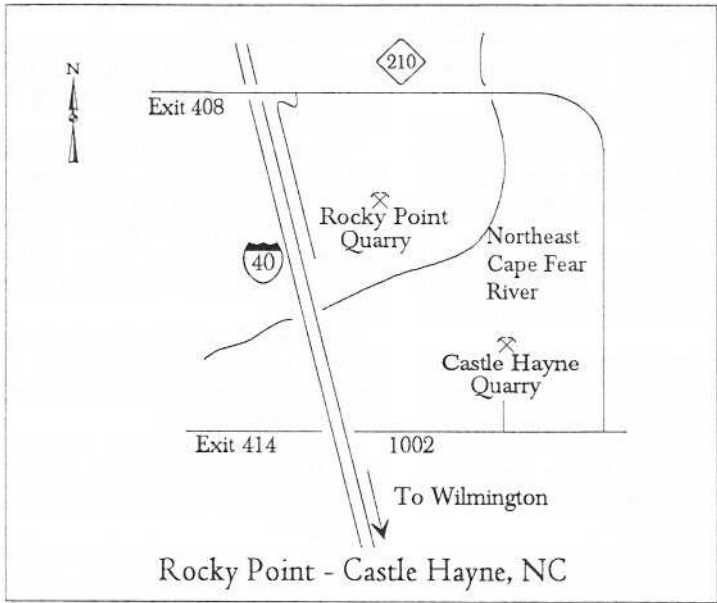 N
210
Exit 408
Rocky Point
Quarry
40
Northeast
Cape Fear
River
Castle Hayne
Quarry
Exit 414
1002
To Wilmington
Rocky Point - Castle Hayne, NC